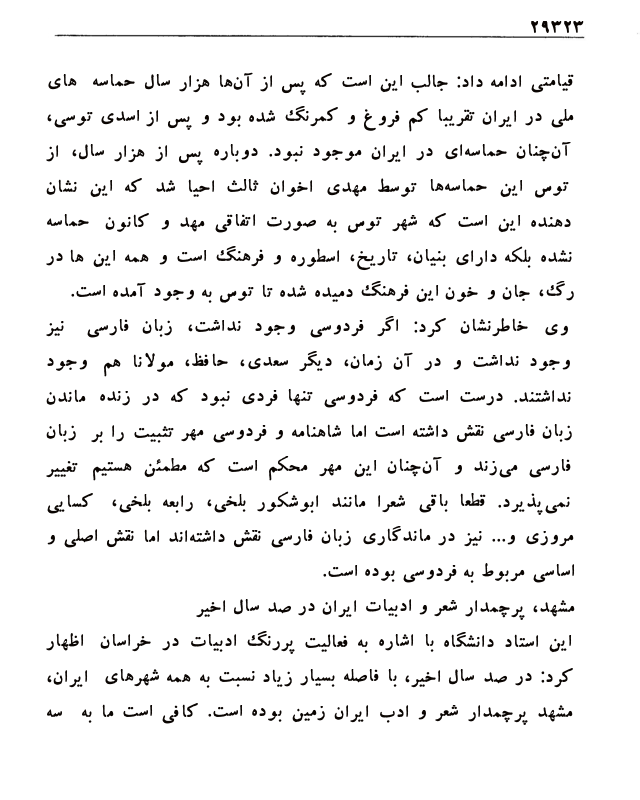 ۲۹۳۲۳
قیامتی ادامه داد: جالب این است که پس از آن‌ها هزار سال حماسه های
ملی در ایران تقریبا کم فروغ و کمرنگ شده بود و پس از اسدی توسی،
آن‌چنان حماسه‌ای در ایران موجود نبود. دوباره پس از هزار سال، از
توس این حماسه‌ها توسط مهدی اخوان ثالث احیا شد که این نشان
دهنده این است که شهر توس به صورت اتفاقی مهد و کانون حماسه
نشده بلکه دارای بنیان، تاریخ، اسطوره و فرهنگ است و همه این ها در
رگ، جان و خون این فرهنگ دمیده شده تا توس به وجود آمده است.
وی خاطرنشان کرد: اگر فردوسی وجود نداشت، زبان فارسی نیز
وجود نداشت و در آن زمان، دیگر سعدی، حافظ، مولانا هم وجود
نداشتند. درست است که فردوسی تنها فردی نبود که در زنده ماندن
زبان فارسی نقش داشته است اما شاهنامه و فردوسی مهر تثبیت را بر زبان
فارسی می‌زند و آن‌چنان این مهر محکم است که مطمئن هستیم تغییر
نمی‌پذیرد. قطعا باقی شعرا مانند ابوشکور بلخی، رابعه بلخی، کسایی
مروزی و... نیز در ماندگاری زبان فارسی نقش داشته‌اند اما نقش اصلی و
اساسی مربوط به فردوسی بوده است.
مشهد، پرچمدار شعر و ادبیات ایران در صد سال اخیر
این استاد دانشگاه با اشاره به فعالیت پررنگ ادبیات در خراسان اظهار
کرد: در صد سال اخیر، با فاصله بسیار زیاد نسبت به همه شهرهای ایران،
مشهد پرچمدار شعر و ادب ایران زمین بوده است. کافی است ما به سه